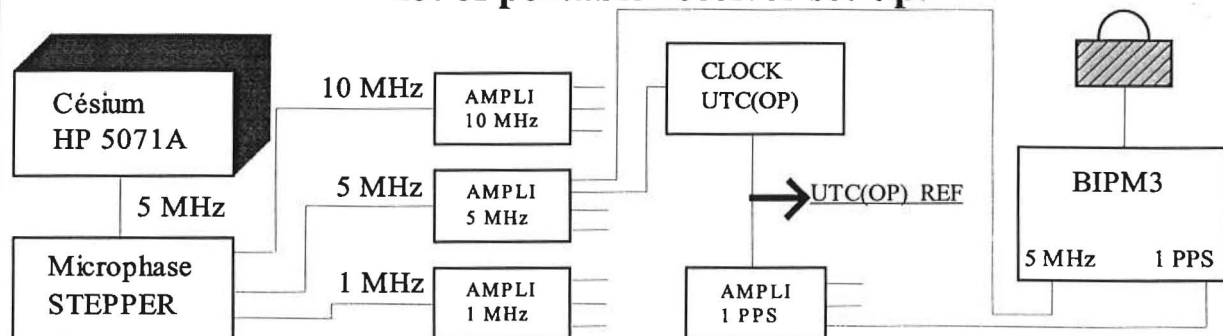 Césium
HP 5071A
5 MHz
Microphase
STEPPER
10 MHz
5 MHz
1 MHz
AMPLI
10 MHz
AMPLI
5 MHz
AMPLI
1 MHz
CLOCK
UTC(OP)
UTC(OP) REF
AMPLI
1 PPS
BIPM3
5 MHz 1 PPS